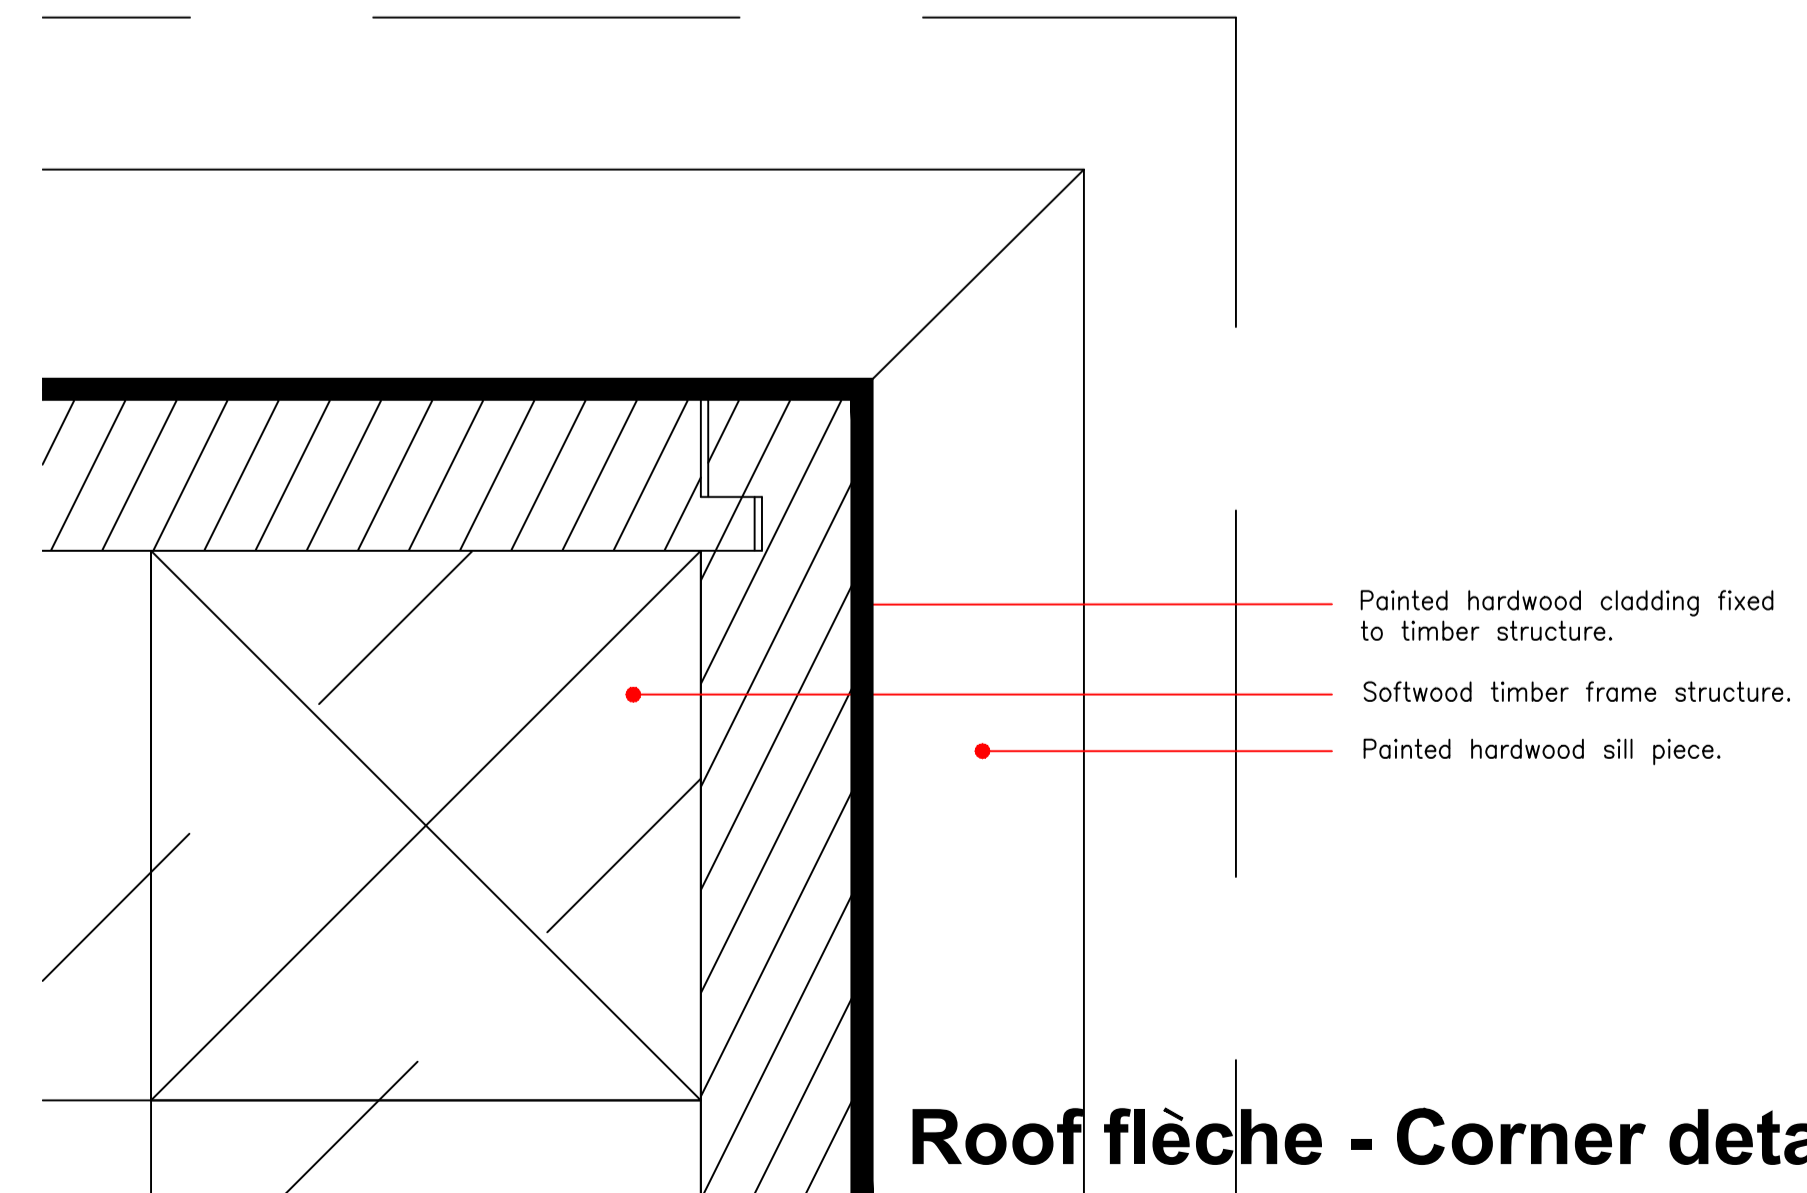 Painted hardwood cladding fixed
to timber structure.
Softwood timber frame structure.
Painted hardwood sill piece.
Roof flèche - Corner deta